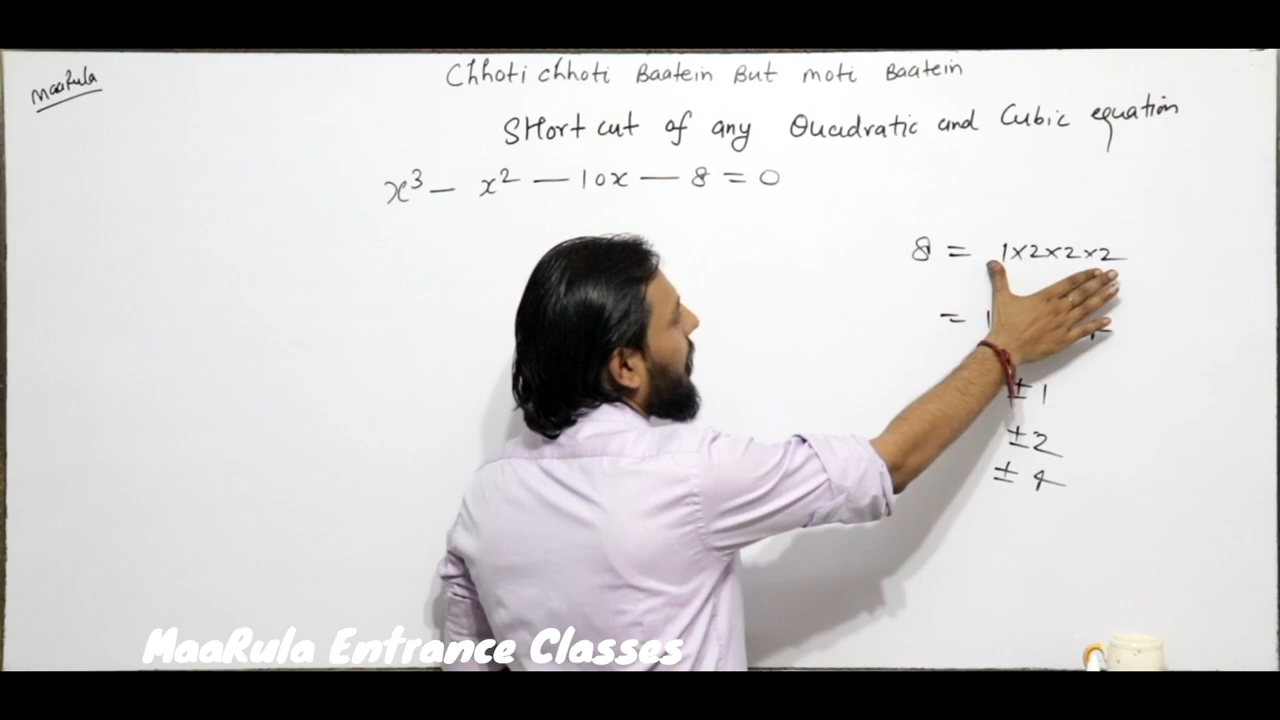 MaaRula
Chhoti chhoti Baatein But moti Baatein
SHort cut of any Quadratic and Cubic equation
x³ — x² — 10x — 8 = 0
8 = 1×2×2×2
=
±1
±2
±4
MaaRula Entrance Classes